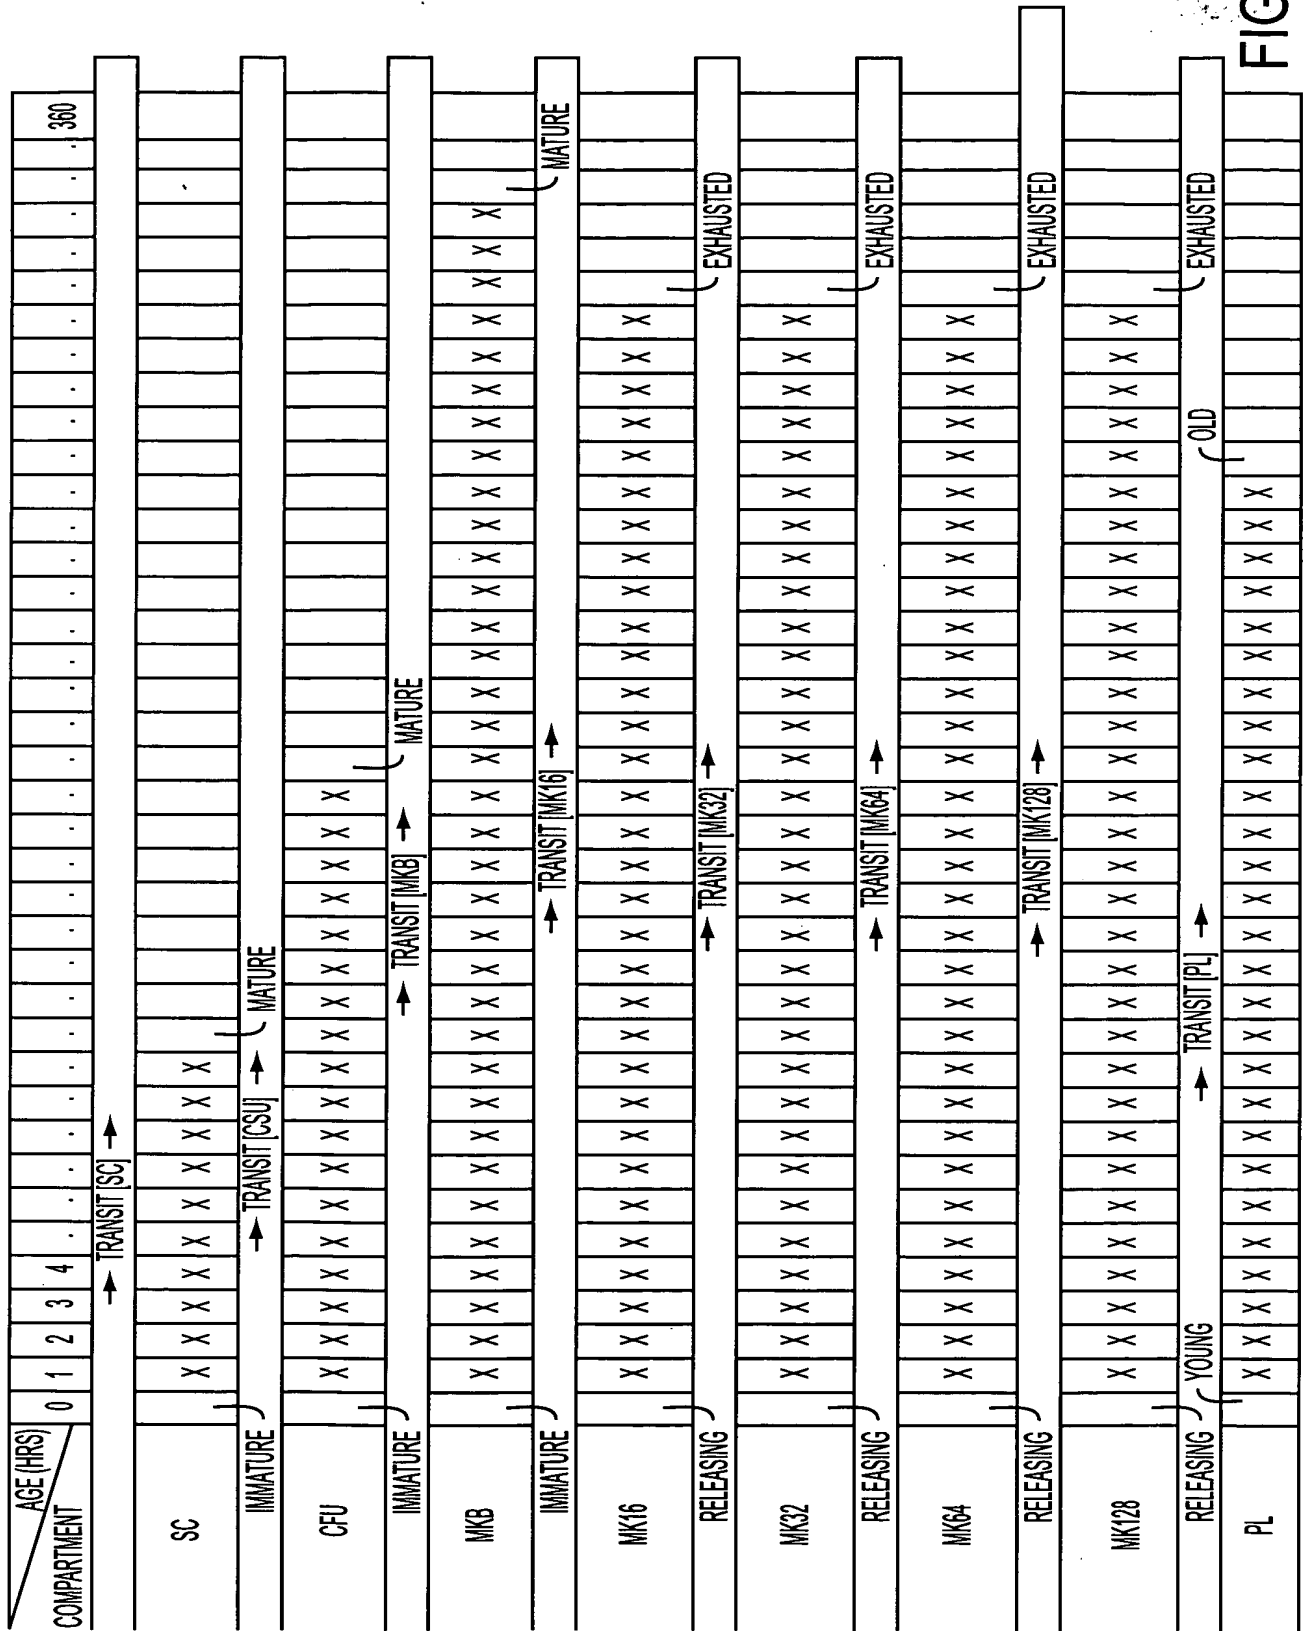 AGE (HRS)
COMPARTMENT 0 1 2 3 4 . . . . . . . . . . . . . . . . . . . . . . . . . . . . . . . . . 360
→ TRANSIT [SC] →
SC X X X X X X X X X X
IMMATURE → TRANSIT [CSU] → MATURE
CFU X X X X X X X X X X X X X X X X X X
IMMATURE → TRANSIT [MKB] → MATURE
MKB X X X X X X X X X X X X X X X X X X X X X X X X X X X X X X X X X X X
IMMATURE → TRANSIT [MK16] → MATURE
MK16 X X X X X X X X X X X X X X X X X X X X X X X X X X X X X X X X
RELEASING → TRANSIT [MK32] → EXHAUSTED
MK32 X X X X X X X X X X X X X X X X X X X X X X X X X X X X X X X X
RELEASING → TRANSIT [MK64] → EXHAUSTED
MK64 X X X X X X X X X X X X X X X X X X X X X X X X X X X X X X X X
RELEASING → TRANSIT [MK128] → EXHAUSTED
MK128 X X X X X X X X X X X X X X X X X X X X X X X X X X X X X X X X
RELEASING YOUNG → TRANSIT [PL] → OLD EXHAUSTED
PL X X X X X X X X X X X X X X X X X X X X X X X X X X X
FIG